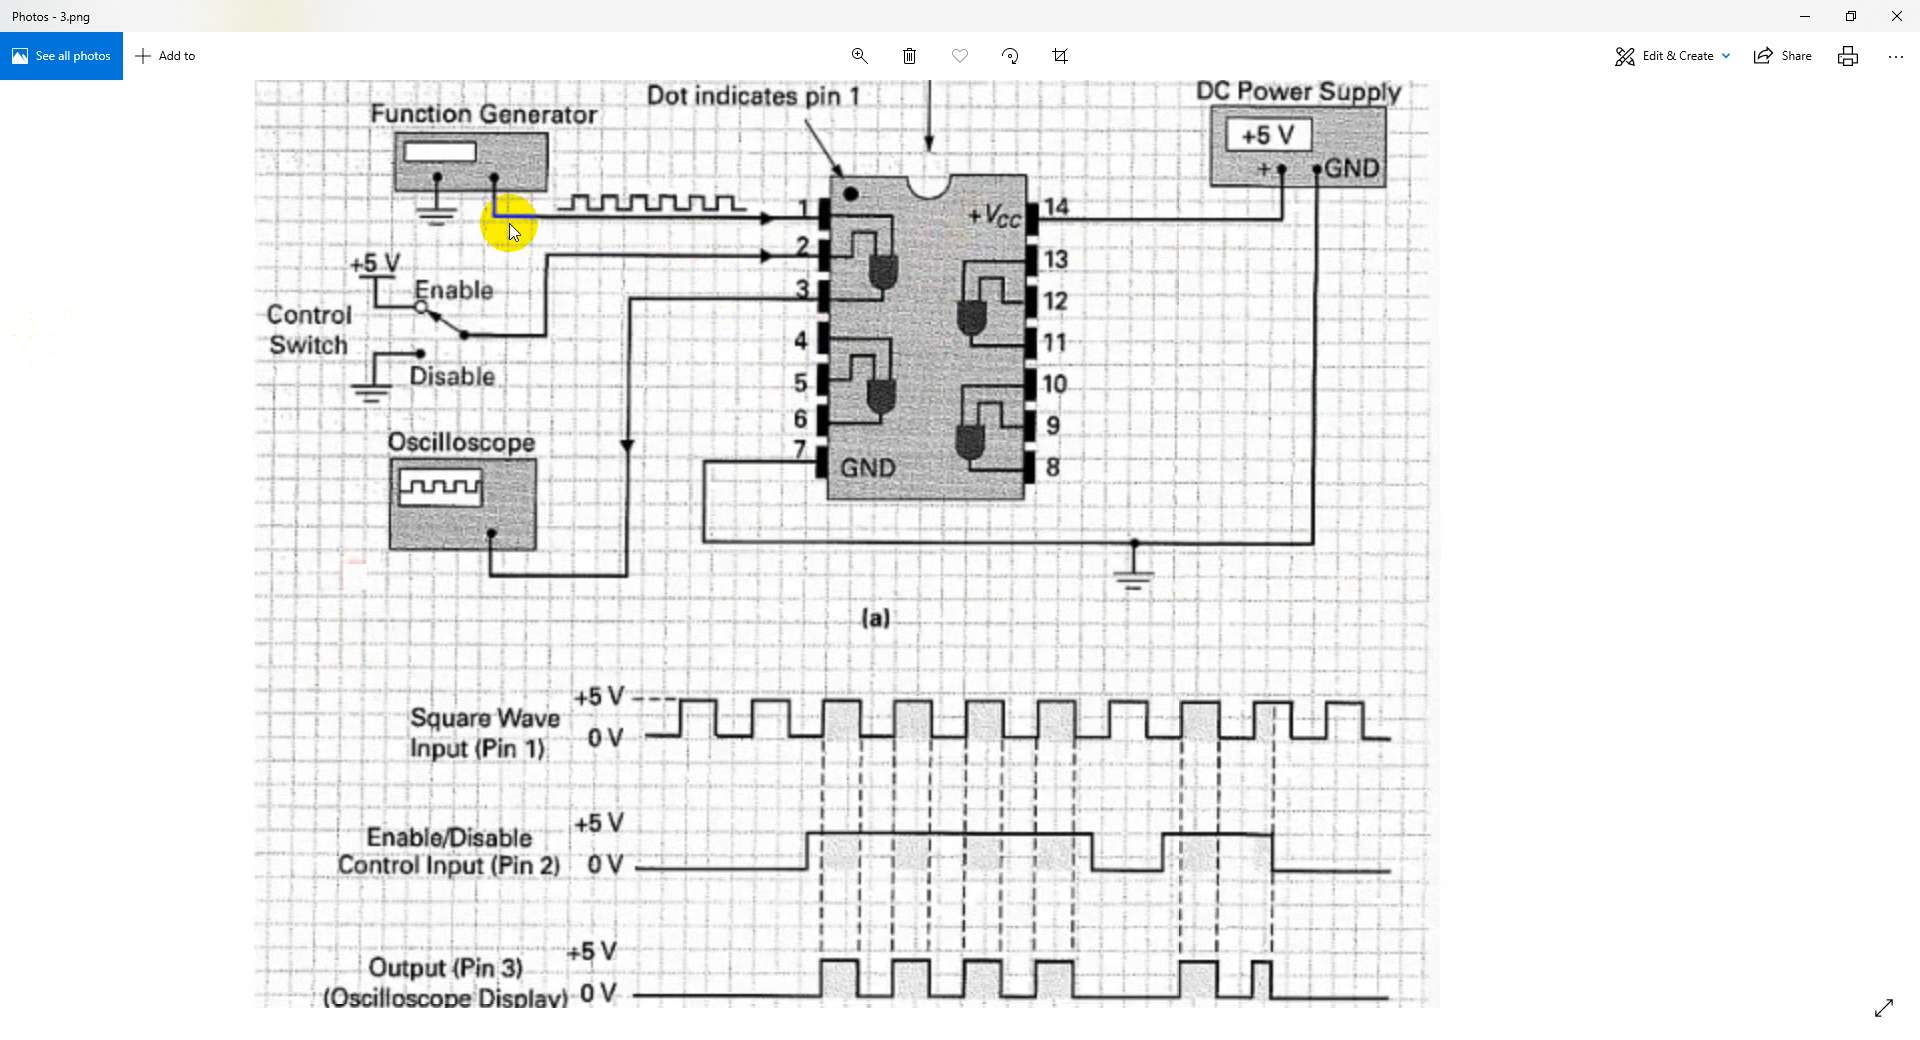 Photos - 3.png
See all photos
Add to
Edit & Create
Share
Dot indicates pin 1
DC Power Supply
Function Generator
+5 V
+ GND
1
2
3
4
5
6
7
GND
+VCC
14
13
12
11
10
9
8
+5 V
Enable
Control
Switch
Disable
Oscilloscope
(a)
+5 V
Square Wave
Input (Pin 1)
0 V
+5 V
Enable/Disable
Control Input (Pin 2)
0 V
+5 V
Output (Pin 3)
(Oscilloscope Display)
0 V